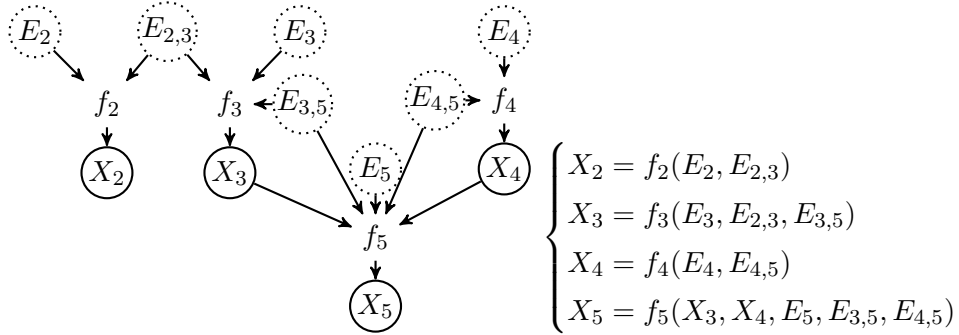 E_2 E_{2,3} E_3 E_4
f_2 f_3 E_{3,5} E_{4,5} f_4
X_2 X_3 E_5 X_4
f_5
X_5
X_2 = f_2(E_2, E_{2,3})
X_3 = f_3(E_3, E_{2,3}, E_{3,5})
X_4 = f_4(E_4, E_{4,5})
X_5 = f_5(X_3, X_4, E_5, E_{3,5}, E_{4,5})